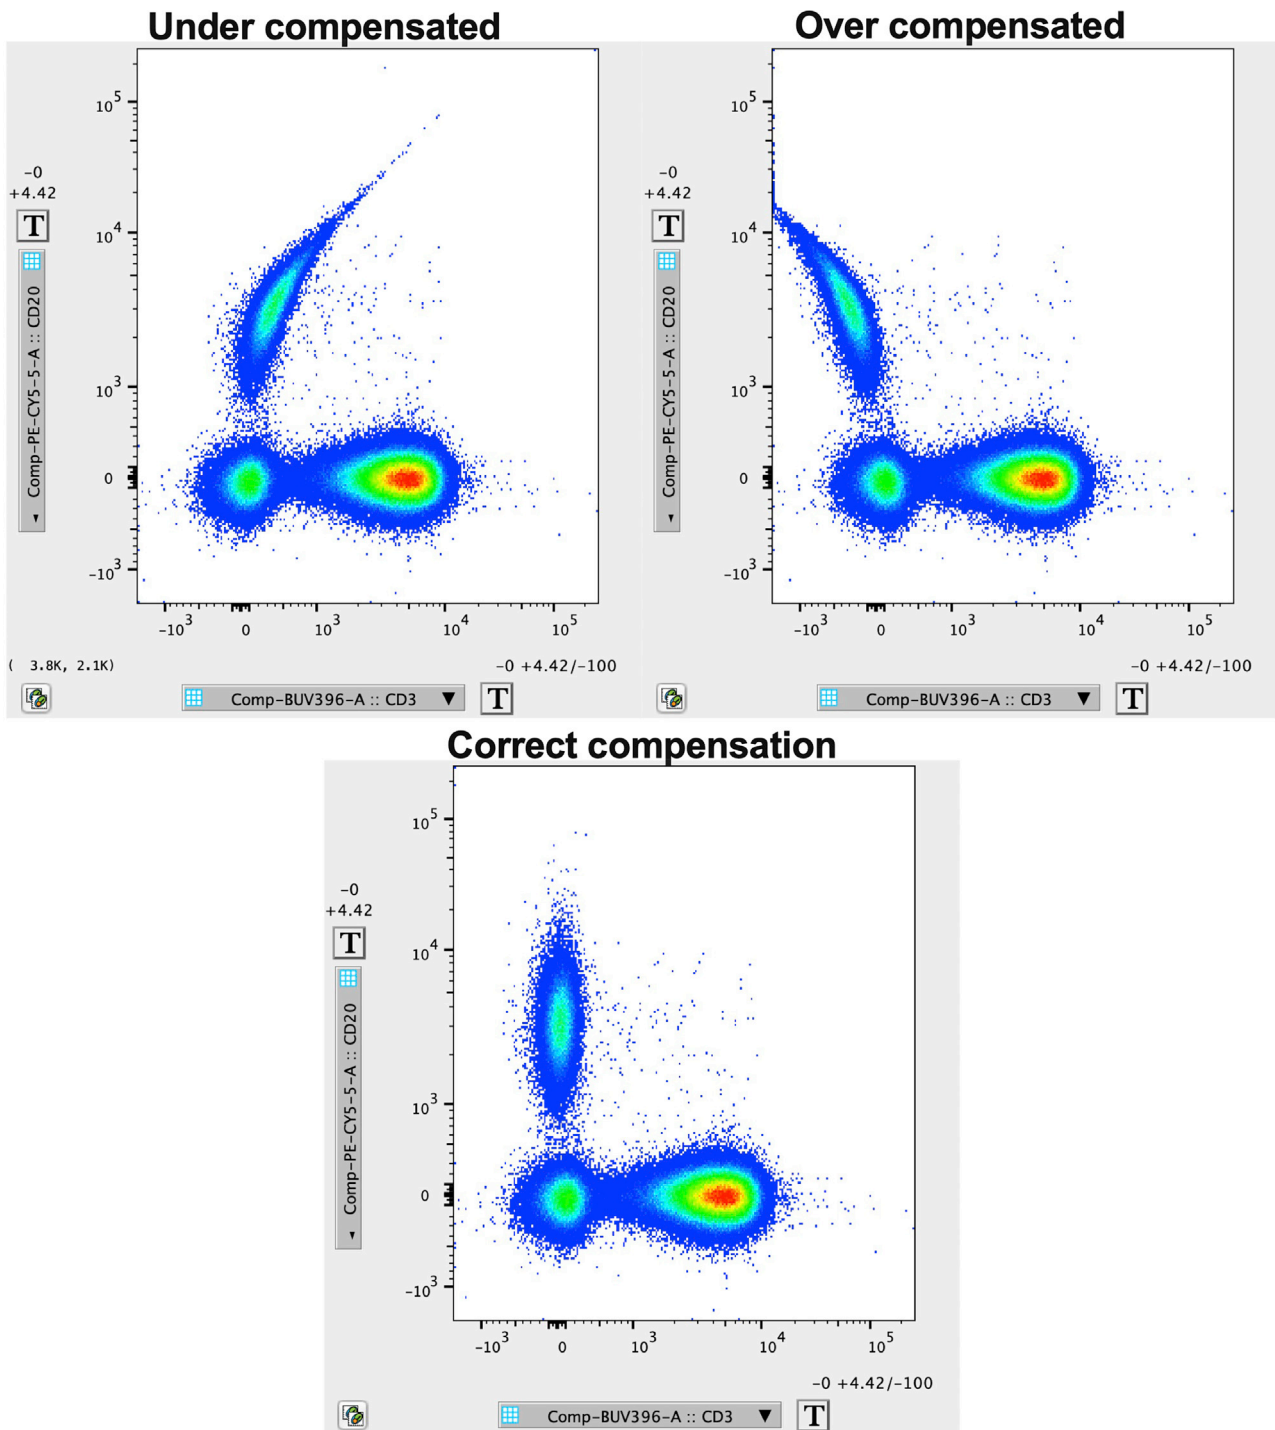 Under compensated
Over compensated
10^5
10^4
10^3
0
-10^3
-0
+4.42
T
Comp-PE-CY5-5-A :: CD20
-10^3 0 10^3 10^4 10^5
( 3.8K, 2.1K)
-0 +4.42/-100
Comp-BUV396-A :: CD3
T
10^5
10^4
10^3
0
-10^3
-0
+4.42
T
Comp-PE-CY5-5-A :: CD20
-10^3 0 10^3 10^4 10^5
-0 +4.42/-100
Comp-BUV396-A :: CD3
T
Correct compensation
10^5
10^4
10^3
0
-10^3
-0
+4.42
T
Comp-PE-CY5-5-A :: CD20
-10^3 0 10^3 10^4 10^5
-0 +4.42/-100
Comp-BUV396-A :: CD3
T